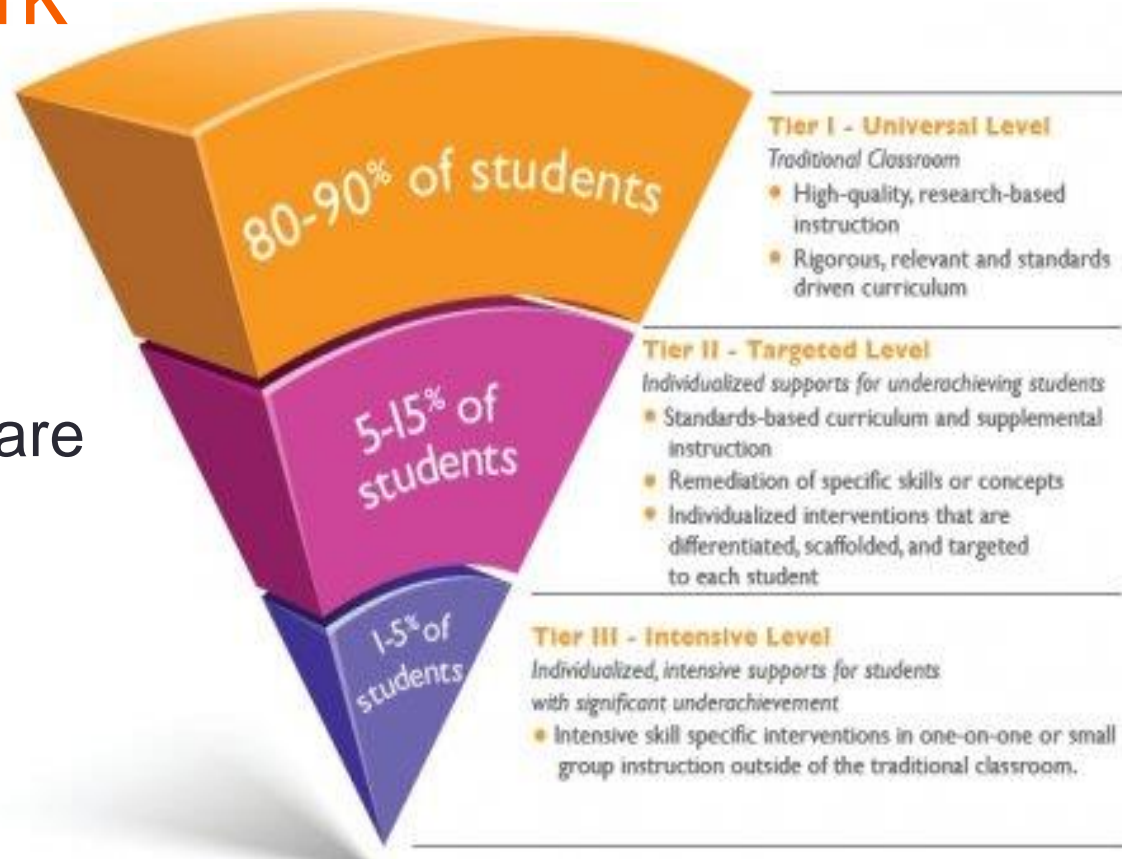 80-90% of students
Tier I - Universal Level
Traditional Classroom
• High-quality, research-based
instruction
• Rigorous, relevant and standards
driven curriculum
5-15% of
students
Tier II - Targeted Level
Individualized supports for underachieving students
• Standards-based curriculum and supplemental
instruction
• Remediation of specific skills or concepts
• Individualized interventions that are
differentiated, scaffolded, and targeted
to each student
are
1-5% of
students
Tier III - Intensive Level
Individualized, intensive supports for students
with significant underachievement
• Intensive skill specific interventions in one-on-one or small
group instruction outside of the traditional classroom.